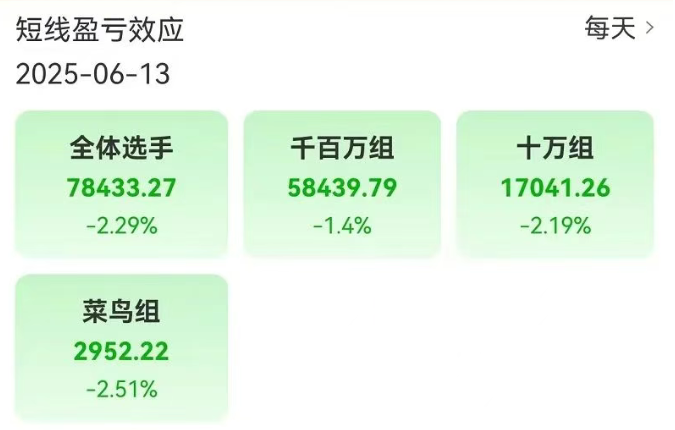 短线盈亏效应
每天 >
2025-06-13
全体选手
78433.27
-2.29%
千百万组
58439.79
-1.4%
十万组
17041.26
-2.19%
菜鸟组
2952.22
-2.51%